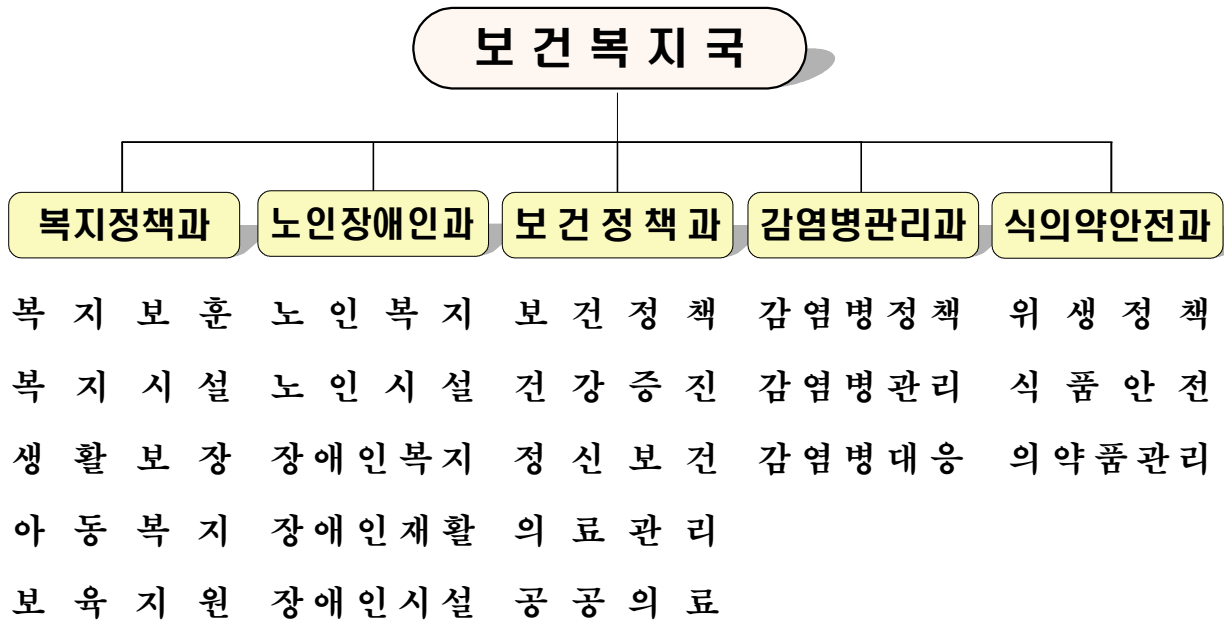 보건복지국
복지정책과 노인장애인과 보건정책과 감염병관리과 식의약안전과
복지보훈 노인복지 보건정책 감염병정책 위생정책
복지시설 노인시설 건강증진 감염병관리 식품안전
생활보장 장애인복지 정신보건 감염병대응 의약품관리
아동복지 장애인재활 의료관리
보육지원 장애인시설 공공의료